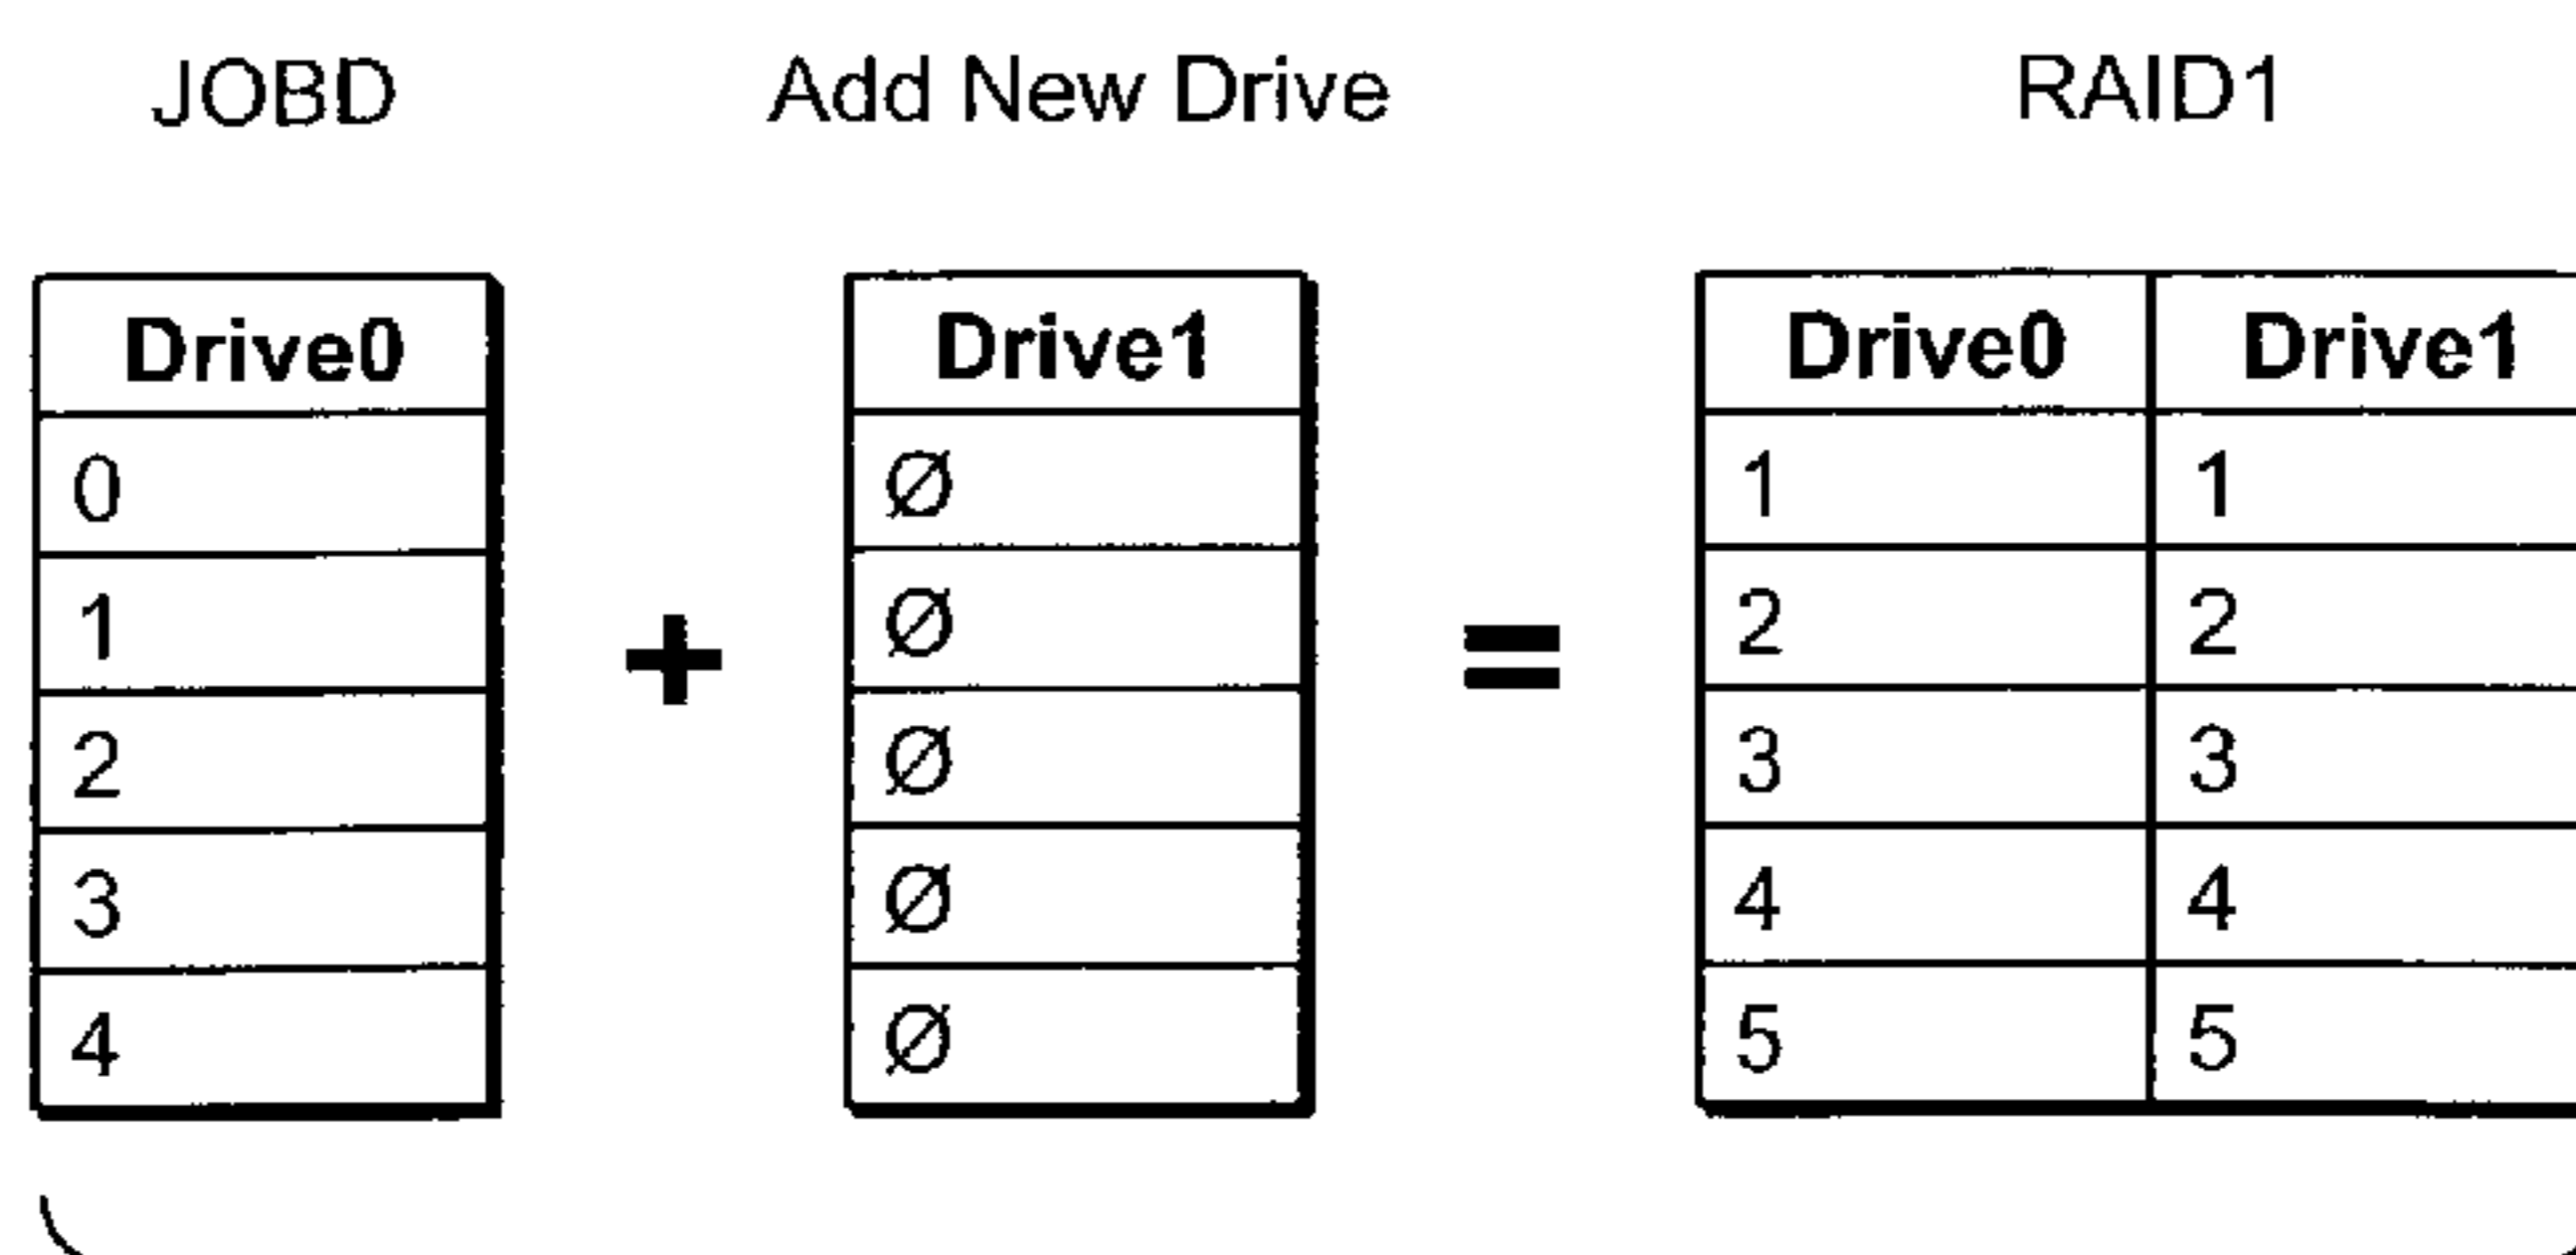 JOBD Add New Drive RAID1
Drive0 Drive1 Drive0 Drive1
0 Ø 1 1
1 Ø 2 2
+ =
2 Ø 3 3
3 Ø 4 4
4 Ø 5 5